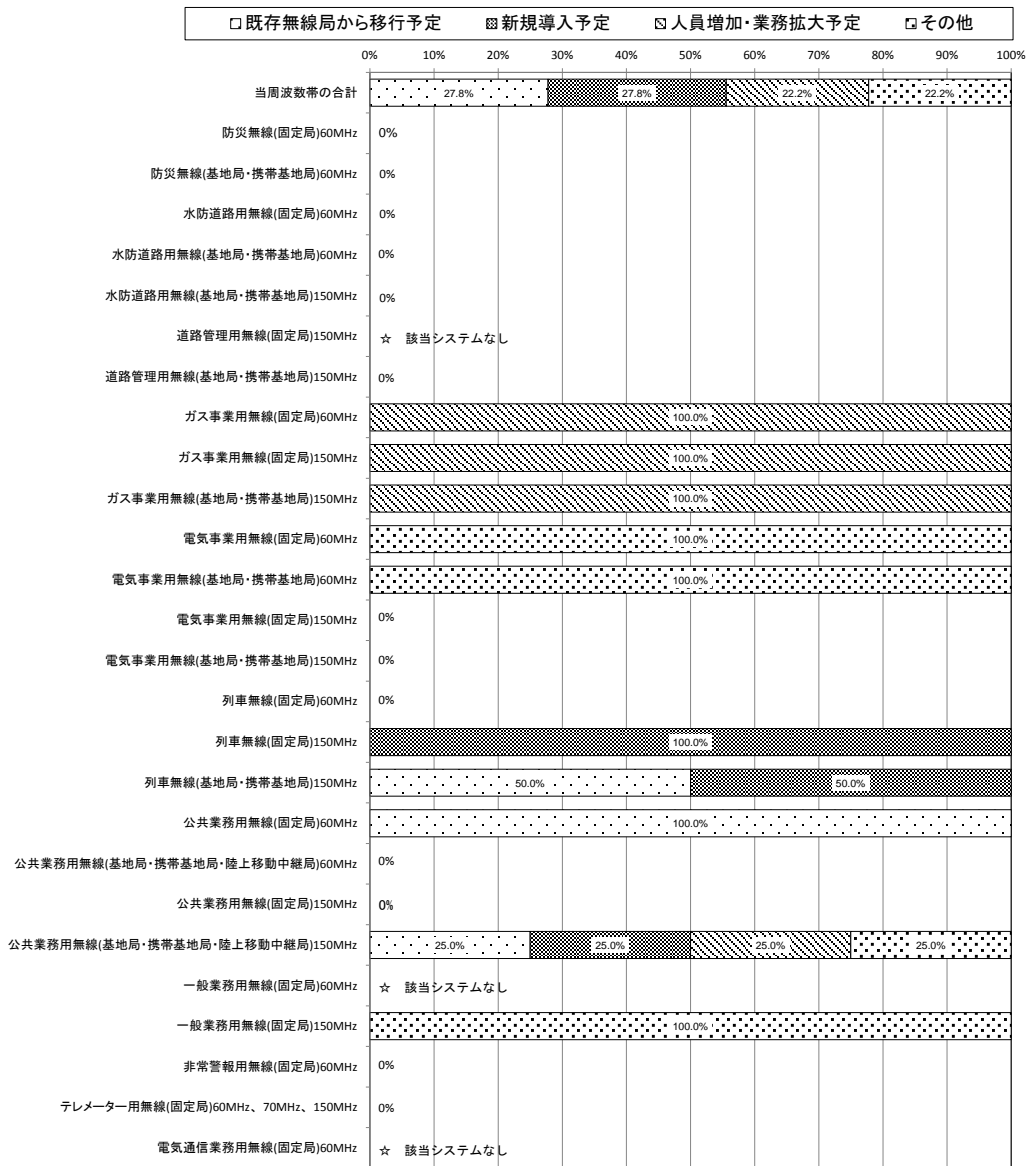 既存無線局から移行予定 新規導入予定 人員増加・業務拡大予定 その他
0% 10% 20% 30% 40% 50% 60% 70% 80% 90% 100%
当周波数帯の合計 27.8% 27.8% 22.2% 22.2%
防災無線(固定局)60MHz 0%
防災無線(基地局・携帯基地局)60MHz 0%
水防道路用無線(固定局)60MHz 0%
水防道路用無線(基地局・携帯基地局)60MHz 0%
水防道路用無線(基地局・携帯基地局)150MHz 0%
道路管理用無線(固定局)150MHz ☆ 該当システムなし
道路管理用無線(基地局・携帯基地局)150MHz 0%
ガス事業用無線(固定局)60MHz 100.0%
ガス事業用無線(固定局)150MHz 100.0%
ガス事業用無線(基地局・携帯基地局)150MHz 100.0%
電気事業用無線(固定局)60MHz 100.0%
電気事業用無線(基地局・携帯基地局)60MHz 100.0%
電気事業用無線(固定局)150MHz 0%
電気事業用無線(基地局・携帯基地局)150MHz 0%
列車無線(固定局)60MHz 0%
列車無線(固定局)150MHz 100.0%
列車無線(基地局・携帯基地局)150MHz 50.0% 50.0%
公共業務用無線(固定局)60MHz 100.0%
公共業務用無線(基地局・携帯基地局・陸上移動中継局)60MHz 0%
公共業務用無線(固定局)150MHz 0%
公共業務用無線(基地局・携帯基地局・陸上移動中継局)150MHz 25.0% 25.0% 25.0% 25.0%
一般業務用無線(固定局)60MHz ☆ 該当システムなし
一般業務用無線(固定局)150MHz 100.0%
非常警報用無線(固定局)60MHz 0%
テレメーター用無線(固定局)60MHz、70MHz、150MHz 0%
電気通信業務用無線(固定局)60MHz ☆ 該当システムなし